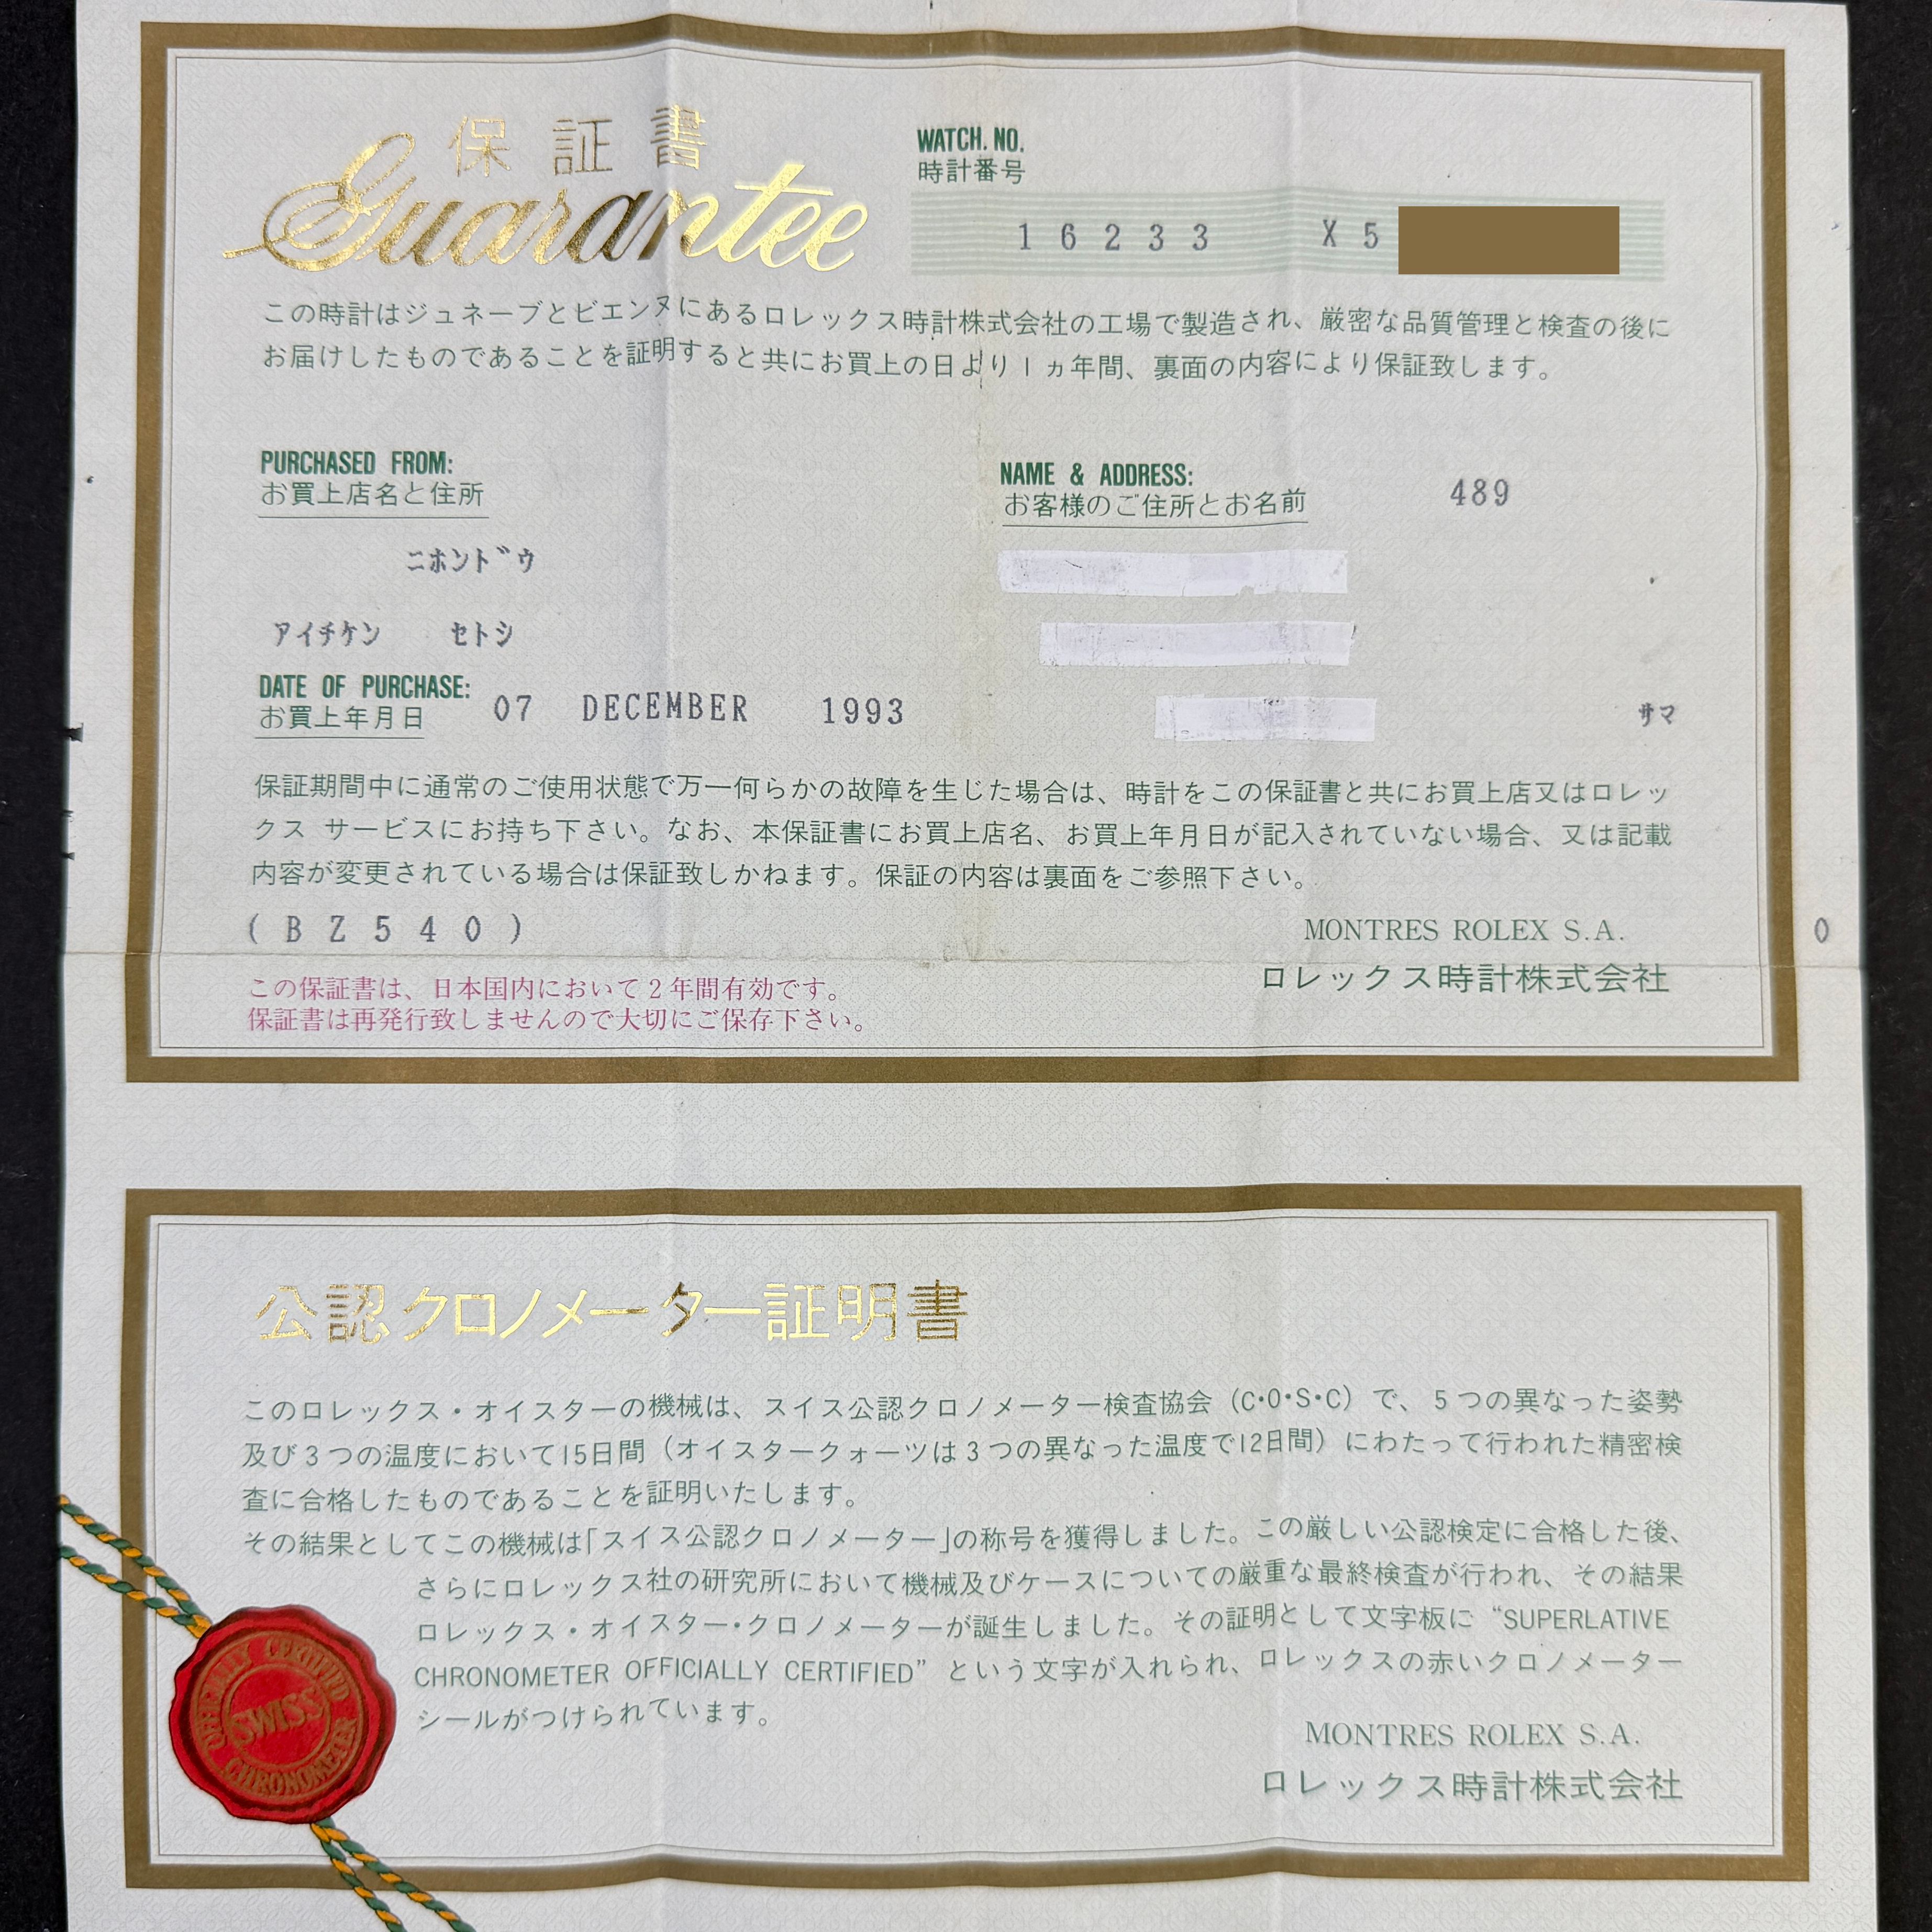 保証書
Guarantee
WATCH. NO.
時計番号
16233 X5
この時計はジュネーブとビエンヌにあるロレックス時計株式会社の工場で製造され、厳密な品質管理と検査の後に
お届けしたものであることを証明すると共にお買上の日より1ヵ年間、裏面の内容により保証致します。
PURCHASED FROM:
お買上店名と住所
ニホンドウ
アイチケン セトシ
NAME & ADDRESS:
お客様のご住所とお名前
489
サマ
DATE OF PURCHASE:
お買上年月日
07 DECEMBER 1993
保証期間中に通常のご使用状態で万一何らかの故障を生じた場合は、時計をこの保証書と共にお買上店又はロレッ
クス サービスにお持ち下さい。なお、本保証書にお買上店名、お買上年月日が記入されていない場合、又は記載
内容が変更されている場合は保証致しかねます。保証の内容は裏面をご参照下さい。
(BZ540)
MONTRES ROLEX S.A.
0
ロレックス時計株式会社
この保証書は、日本国内において2年間有効です。
保証書は再発行致しませんので大切にご保存下さい。
公認クロノメーター証明書
このロレックス・オイスターの機械は、スイス公認クロノメーター検査協会（C・O・S・C）で、5つの異なった姿勢
及び3つの温度において15日間（オイスタークォーツは3つの異なった温度で12日間）にわたって行われた精密検
査に合格したものであることを証明いたします。
その結果としてこの機械は「スイス公認クロノメーター」の称号を獲得しました。この厳しい公認検定に合格した後、
さらにロレックス社の研究所において機械及びケースについての厳重な最終検査が行われ、その結果
ロレックス・オイスター・クロノメーターが誕生しました。その証明として文字板に“SUPERLATIVE
CHRONOMETER OFFICIALLY CERTIFIED”という文字が入れられ、ロレックスの赤いクロノメーター
シールがつけられています。
MONTRES ROLEX S.A.
ロレックス時計株式会社
OFFICIALLY CERTIFIED
SWISS
CHRONOMETER